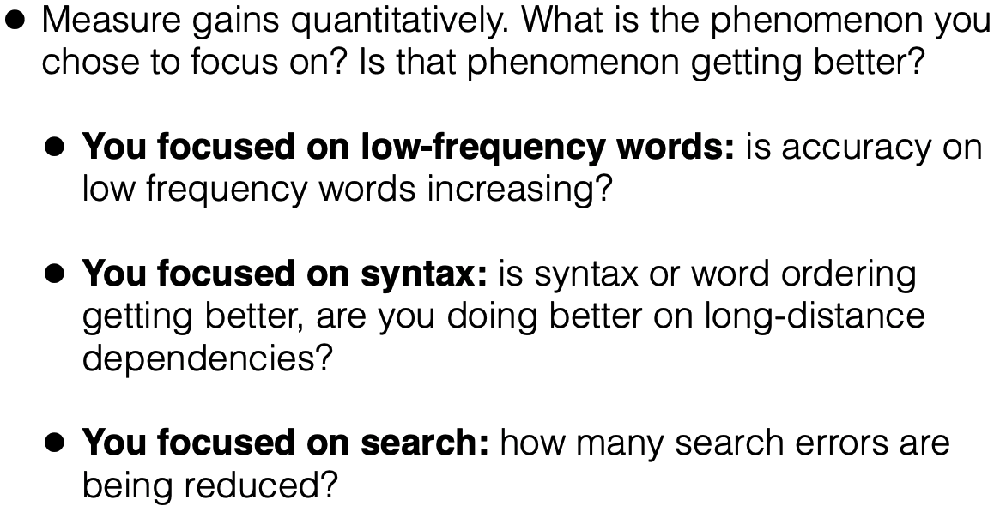 ● Measure gains quantitatively. What is the phenomenon you
chose to focus on? Is that phenomenon getting better?
● You focused on low-frequency words: is accuracy on
low frequency words increasing?
● You focused on syntax: is syntax or word ordering
getting better, are you doing better on long-distance
dependencies?
● You focused on search: how many search errors are
being reduced?